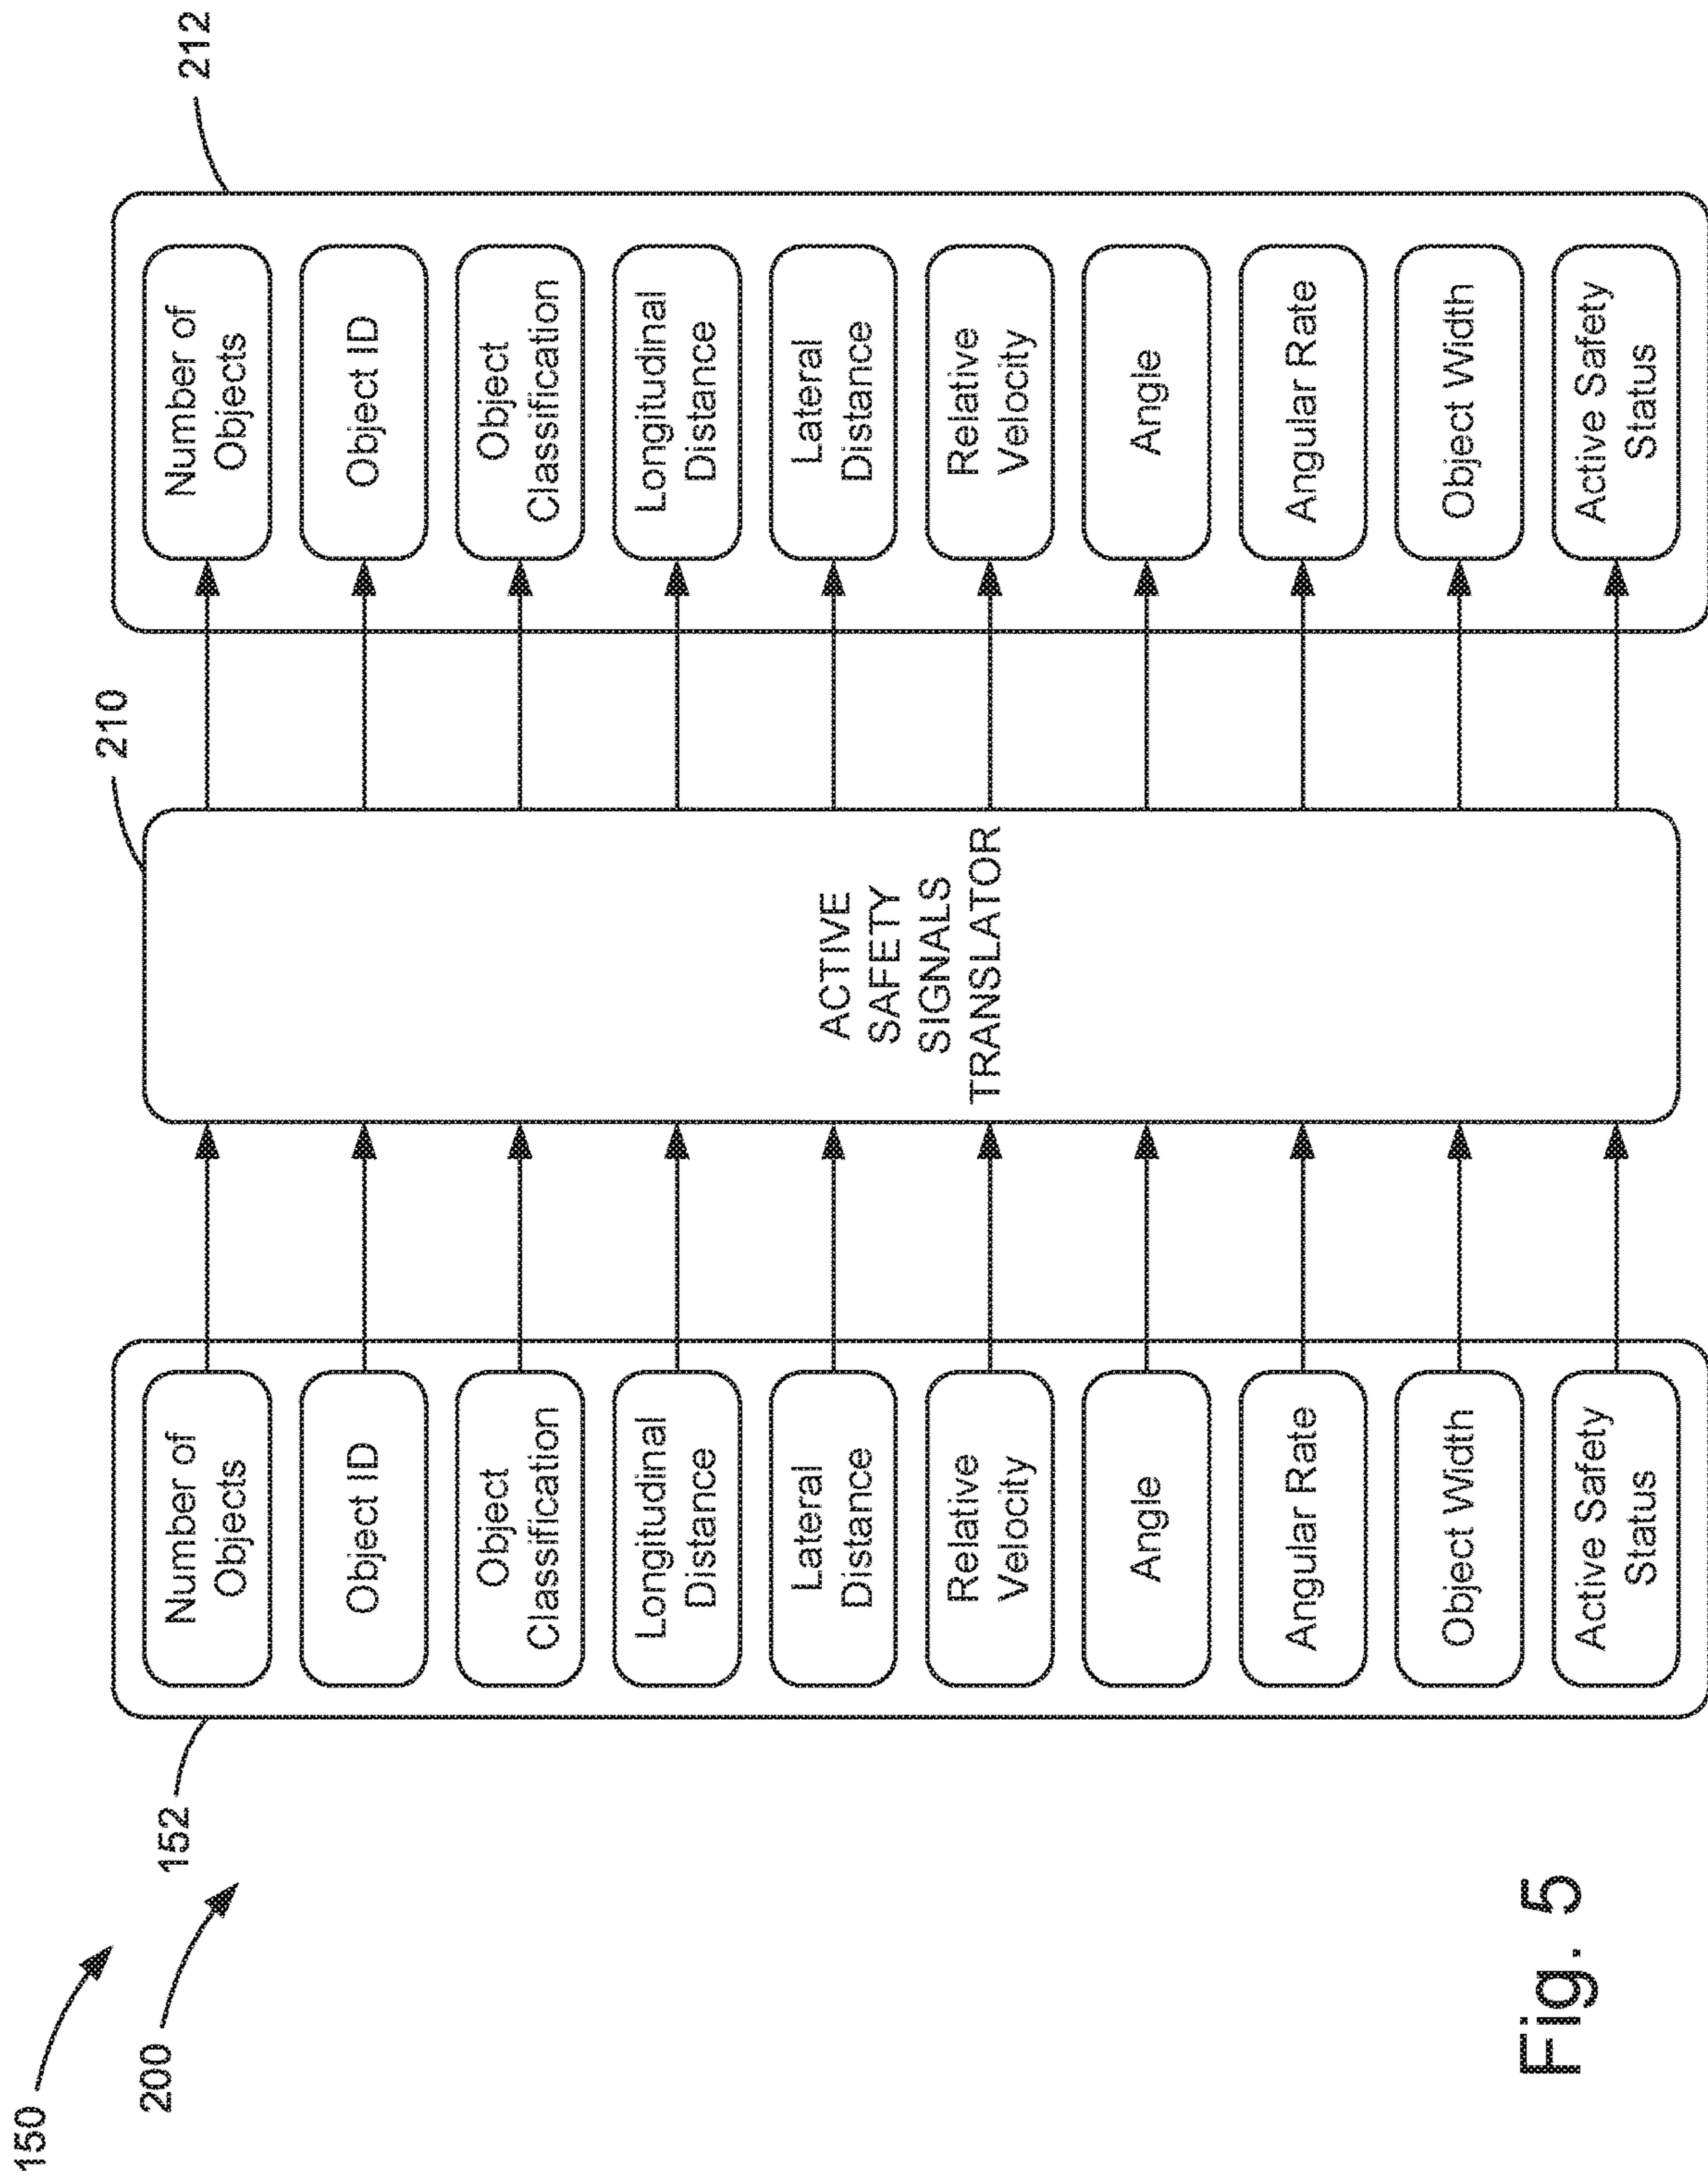 150
200
152
Number of
Objects
Object ID
Object
Classification
Longitudinal
Distance
Lateral
Distance
Relative
Velocity
Angle
Angular Rate
Object Width
Active Safety
Status
210
ACTIVE
SAFETY
SIGNALS
TRANSLATOR
212
Number of
Objects
Object ID
Object
Classification
Longitudinal
Distance
Lateral
Distance
Relative
Velocity
Angle
Angular Rate
Object Width
Active Safety
Status
Fig. 5